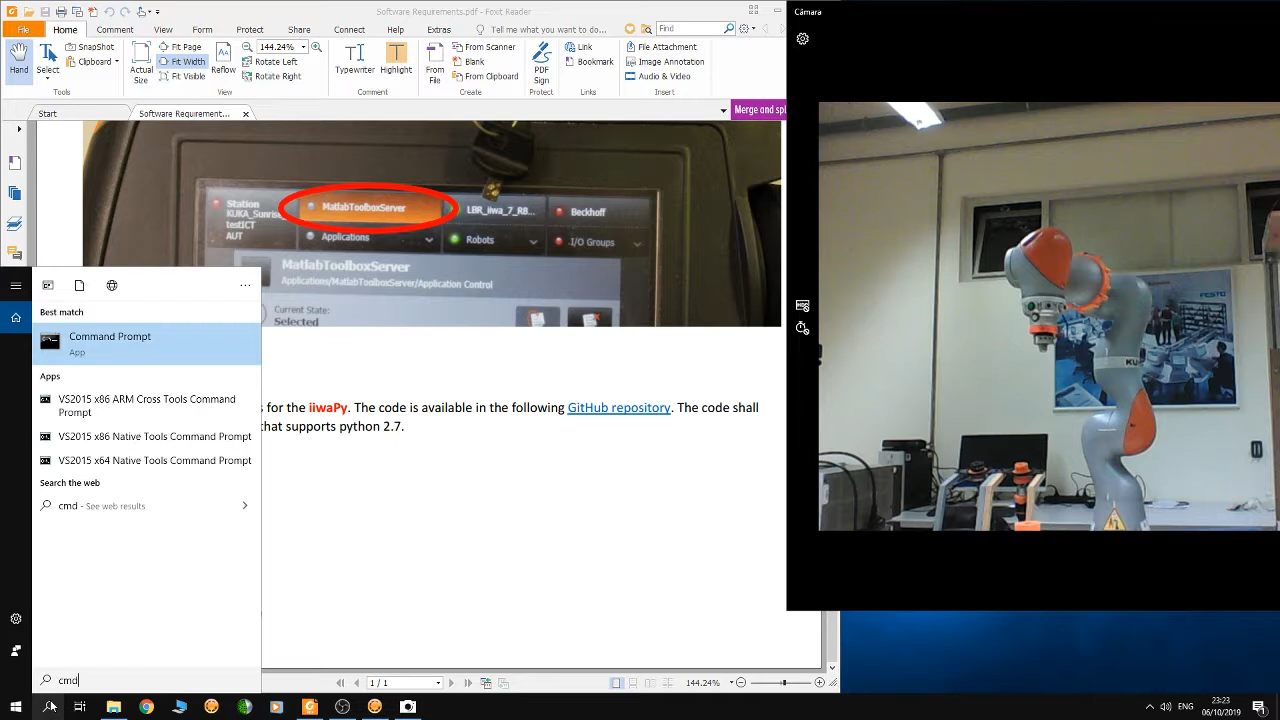 Software Requirements.pdf - Foxit Reader
Câmara
File
Home
Comment
View
Form
Protect
Share
Help
Extras
Tell me what you want to do...
Find
Hand
Select
SnapShot
Clipboard
Tools
Actual Size
Fit Page
Fit Width
Fit Visible
Reflow
144.24%
Rotate Left
Rotate Right
View
Typewriter
Highlight
Comment
From File
From Scanner
Blank
From Clipboard
Create
PDF Sign
Protect
Link
Bookmark
Links
File Attachment
Image Annotation
Audio & Video
Insert
Start
Software Requirement...
Merge and spl
Station
KUKA_Sunrise
testICT
AUT
MatlabToolboxServer
LBR_iiwa_7_R8...
Beckhoff
Applications
Robots
I/O Groups
MatlabToolboxServer
Applications/MatlabToolboxServer/Application Control
Current State:
Selected
FESTO
KU
s for the iiwaPy. The code is available in the following GitHub repository. The code shall
that supports python 2.7.
Best match
Command Prompt
App
Apps
VS2015 x86 ARM Cross Tools Command Prompt
VS2015 x86 Native Tools Command Prompt
VS2015 x64 Native Tools Command Prompt
Search the web
cmd - See web results
cmd
1 / 1
144.24%
23:23
06/10/2019